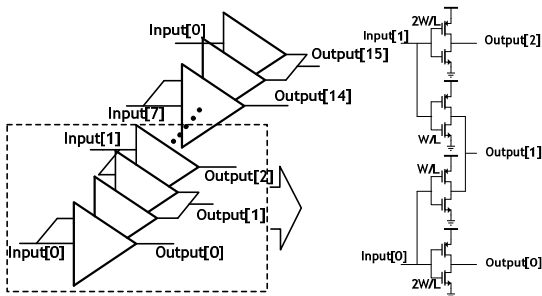 Input[0]
Output[15]
Output[14]
Input[7]
Input[1]
Output[2]
Output[1]
Input[0]
Output[0]
2W/L
Input[1]
Output[2]
W/L
Output[1]
W/L
Input[0]
Output[0]
2W/L